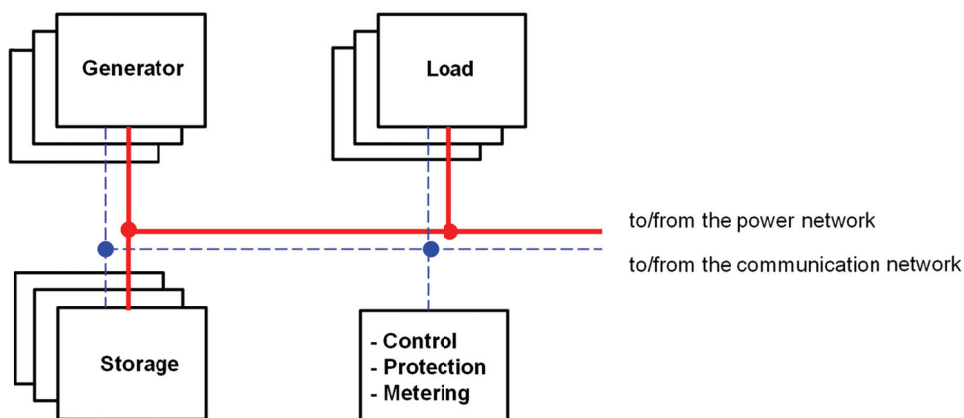 Generator
Load
to/from the power network
to/from the communication network
Storage
- Control
- Protection
- Metering